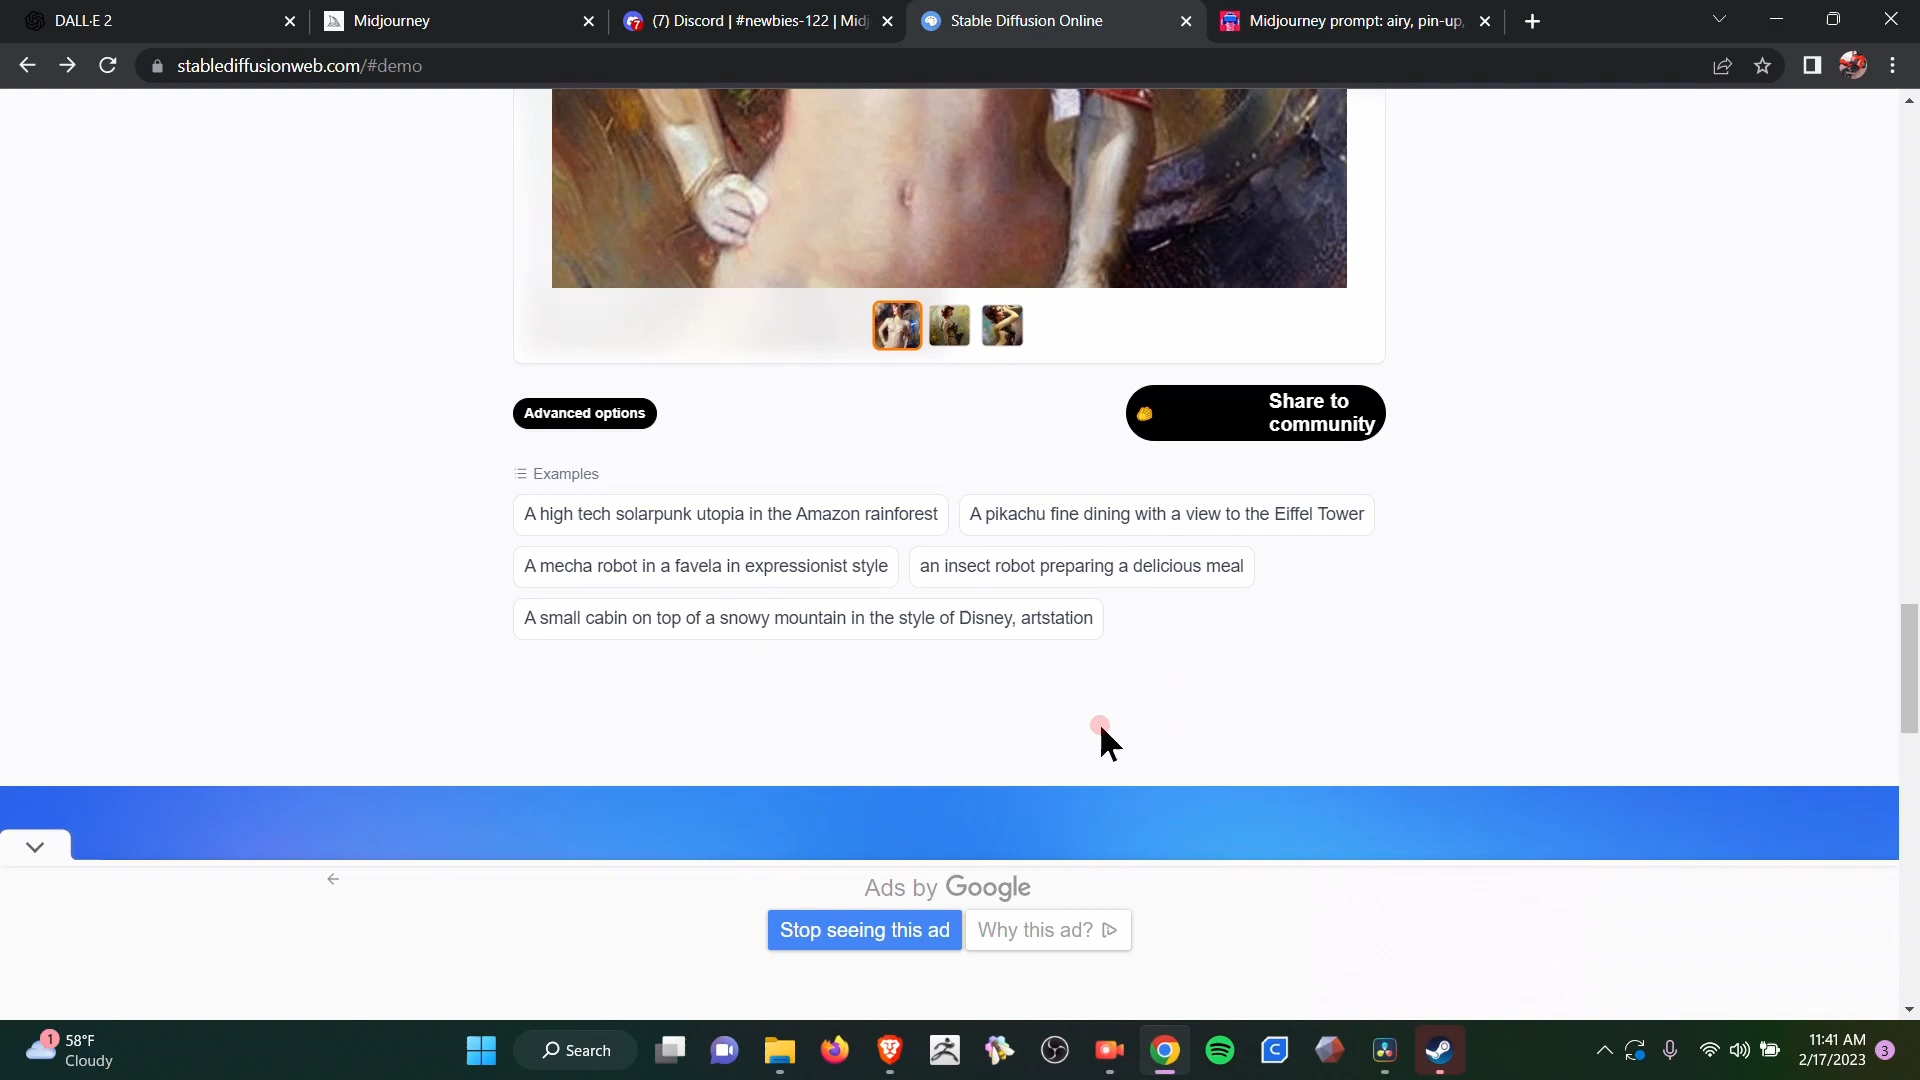 DALL·E 2
Midjourney
(7) Discord | #newbies-122 | Midj
Stable Diffusion Online
Midjourney prompt: airy, pin-up,
stablediffusionweb.com/#demo
Advanced options
Share to
community
Examples
A high tech solarpunk utopia in the Amazon rainforest
A pikachu fine dining with a view to the Eiffel Tower
A mecha robot in a favela in expressionist style
an insect robot preparing a delicious meal
A small cabin on top of a snowy mountain in the style of Disney, artstation
Ads by Google
Stop seeing this ad
Why this ad?
1
58°F
Cloudy
Search
11:41 AM
2/17/2023
3